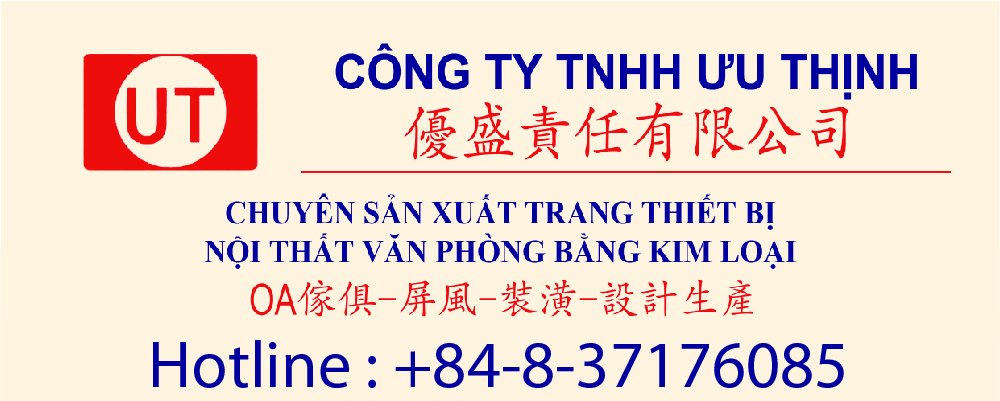 UT
CÔNG TY TNHH ƯU THỊNH
優盛責任有限公司
CHUYÊN SẢN XUẤT TRANG THIẾT BỊ
NỘI THẤT VĂN PHÒNG BẰNG KIM LOẠI
OA傢俱-屏風-裝潢-設計生產
Hotline : +84-8-37176085